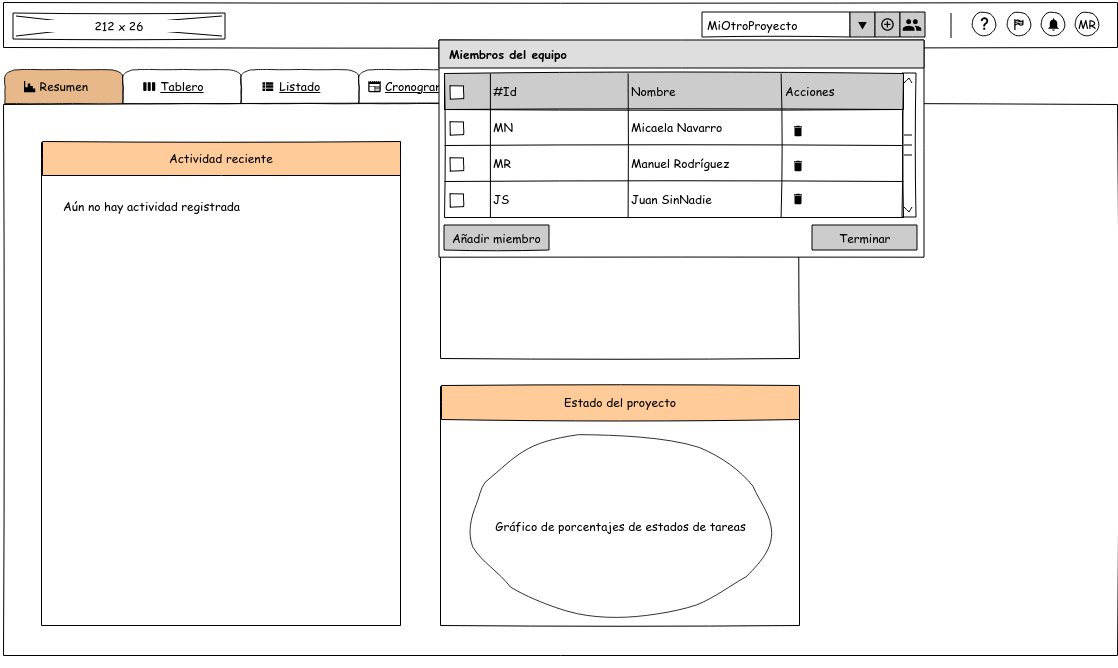 212 x 26
MiOtroProyecto
?
MR
Miembros del equipo
Resumen
Tablero
Listado
#Id
Nombre
Acciones
MN
Micaela Navarro
MR
Manuel Rodríguez
JS
Juan SinNadie
Añadir miembro
Terminar
Actividad reciente
Aún no hay actividad registrada
Estado del proyecto
Gráfico de porcentajes de estados de tareas